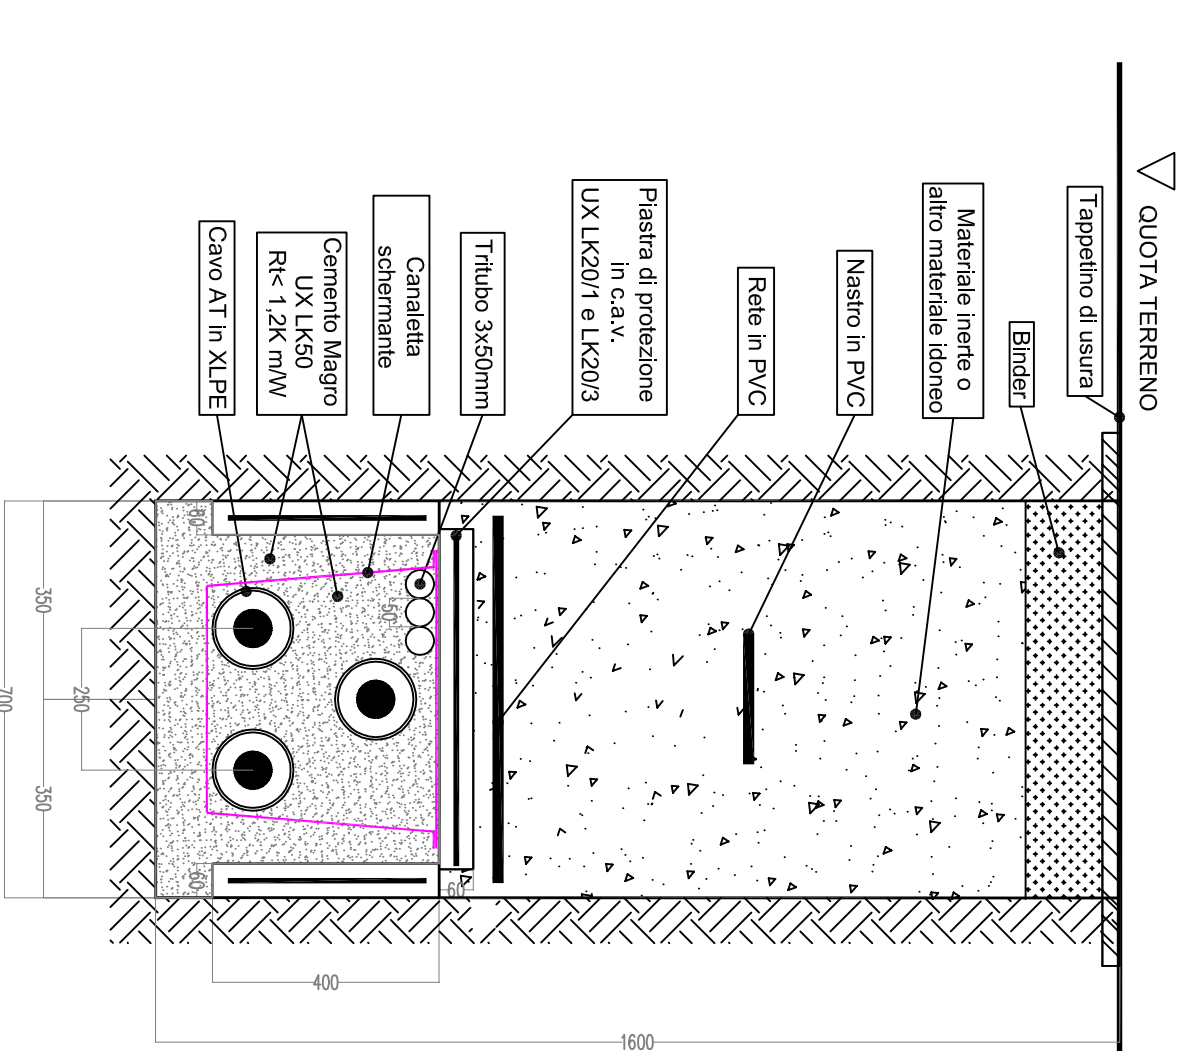 QUOTA TERRENO
Tappetino di usura
Binder
Materiale inerte o
altro materiale idoneo
Nastro in PVC
Rete in PVC
Piastra di protezione
in c.a.v.
UX LK20/1 e LK20/3
Tritubo 3x50mm
Canaletta
schermante
Cemento Magro
UX LK50
Rt< 1,2K m/W
Cavo AT in XLPE
50
60
60
400
1600
350
250
350
700